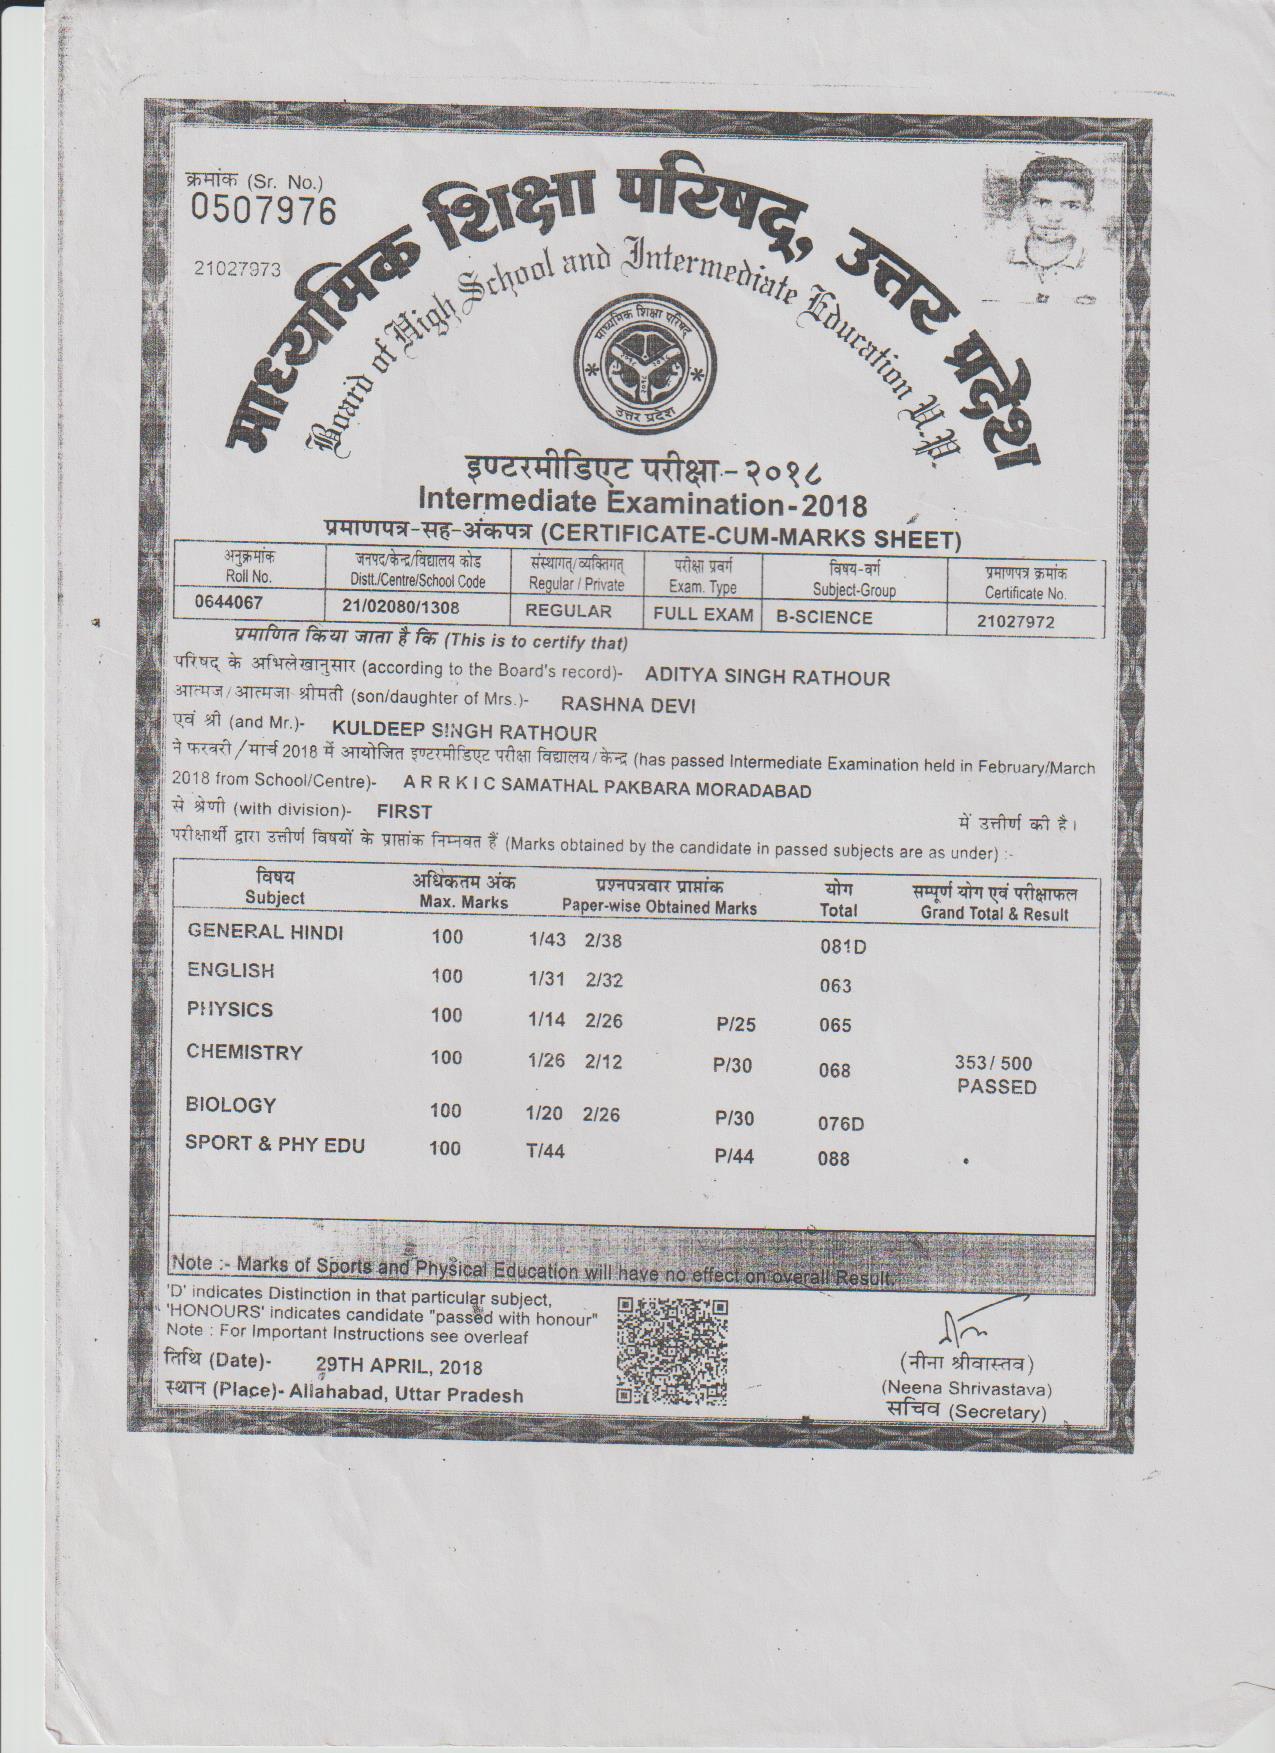 क्रमांक (Sr. No.)
0507976
21027973
माध्यमिक शिक्षा परिषद्, उत्तर प्रदेश
Board of High School and Intermediate Education U.P.
माध्यमिक शिक्षा परिषद्
उत्तर प्रदेश
इण्टरमीडिएट परीक्षा-२०१८
Intermediate Examination-2018
प्रमाणपत्र-सह-अंकपत्र (CERTIFICATE-CUM-MARKS SHEET)
अनुक्रमांक जनपद/केन्द्र/विद्यालय कोड संस्थागत्/व्यक्तिगत् परीक्षा प्रवर्ग विषय-वर्ग प्रमाणपत्र क्रमांक
Roll No. Distt./Centre/School Code Regular / Private Exam. Type Subject-Group Certificate No.
0644067 21/02080/1308 REGULAR FULL EXAM B-SCIENCE 21027972
प्रमाणित किया जाता है कि (This is to certify that)
परिषद् के अभिलेखानुसार (according to the Board's record)- ADITYA SINGH RATHOUR
आत्मज/आत्मजा श्रीमती (son/daughter of Mrs.)- RASHNA DEVI
एवं श्री (and Mr.)- KULDEEP SINGH RATHOUR
ने फरवरी/मार्च 2018 में आयोजित इण्टरमीडिएट परीक्षा विद्यालय/केन्द्र (has passed Intermediate Examination held in February/March
2018 from School/Centre)- A R R K I C SAMATHAL PAKBARA MORADABAD
से श्रेणी (with division)- FIRST में उत्तीर्ण की है।
परीक्षार्थी द्वारा उत्तीर्ण विषयों के प्राप्तांक निम्नवत हैं (Marks obtained by the candidate in passed subjects are as under) :-
विषय अधिकतम अंक प्रश्नपत्रवार प्राप्तांक योग सम्पूर्ण योग एवं परीक्षाफल
Subject Max. Marks Paper-wise Obtained Marks Total Grand Total & Result
GENERAL HINDI 100 1/43 2/38 081D
ENGLISH 100 1/31 2/32 063
PHYSICS 100 1/14 2/26 P/25 065
CHEMISTRY 100 1/26 2/12 P/30 068 353/ 500
PASSED
BIOLOGY 100 1/20 2/26 P/30 076D
SPORT & PHY EDU 100 T/44 P/44 088
Note :- Marks of Sports and Physical Education will have no effect on overall Result.
'D' indicates Distinction in that particular subject,
'HONOURS' indicates candidate "passed with honour"
Note : For Important Instructions see overleaf
तिथि (Date)- 29TH APRIL, 2018
स्थान (Place)- Allahabad, Uttar Pradesh
(नीना श्रीवास्तव)
(Neena Shrivastava)
सचिव (Secretary)